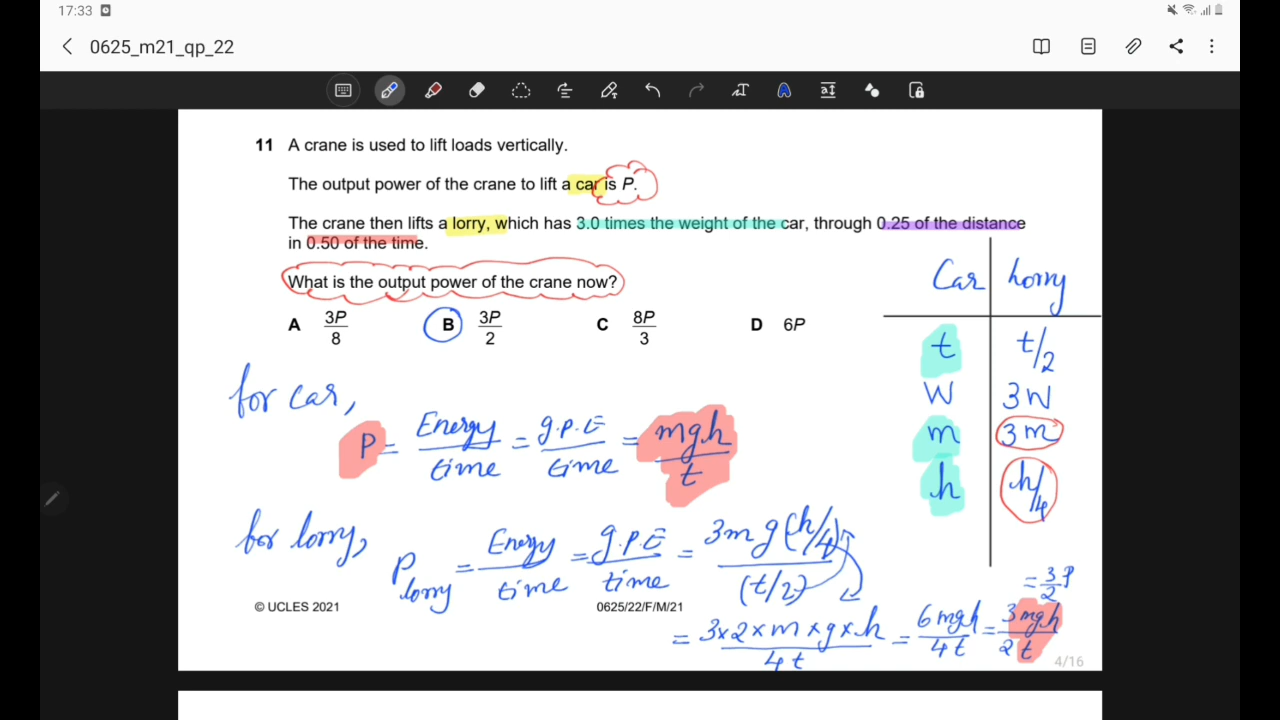 17:33
0625_m21_qp_22
11 A crane is used to lift loads vertically.
The output power of the crane to lift a car is P.
The crane then lifts a lorry, which has 3.0 times the weight of the car, through 0.25 of the distance
in 0.50 of the time.
What is the output power of the crane now?
A 3P/8 B 3P/2 C 8P/3 D 6P
Car lorry
t t/2
W 3W
m 3m
h h/4
for car,
P = Energy/time = g.p.E/time = mgh/t
for lorry,
P lorry = Energy/time = g.p.E/time = 3mg(h/4)/(t/2)
= 3x2xmxgxh/4t = 6mgh/4t = 3mgh/2t
= 3/2 P
© UCLES 2021 0625/22/F/M/21
4/16